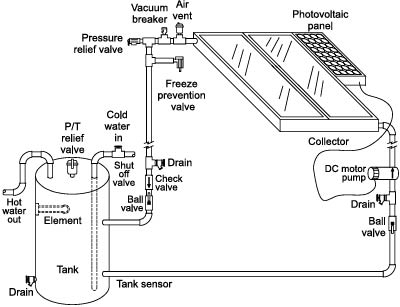 Vacuum
breaker
Air
vent
Photovoltaic
panel
Pressure
relief valve
Freeze
prevention
valve
Cold
water
in
P/T
relief
valve
Collector
Shut
off
valve
Drain
Check
valve
DC motor
pump
Hot
water
out
Element
Ball
valve
Drain
Ball
valve
Tank
Drain
Tank sensor